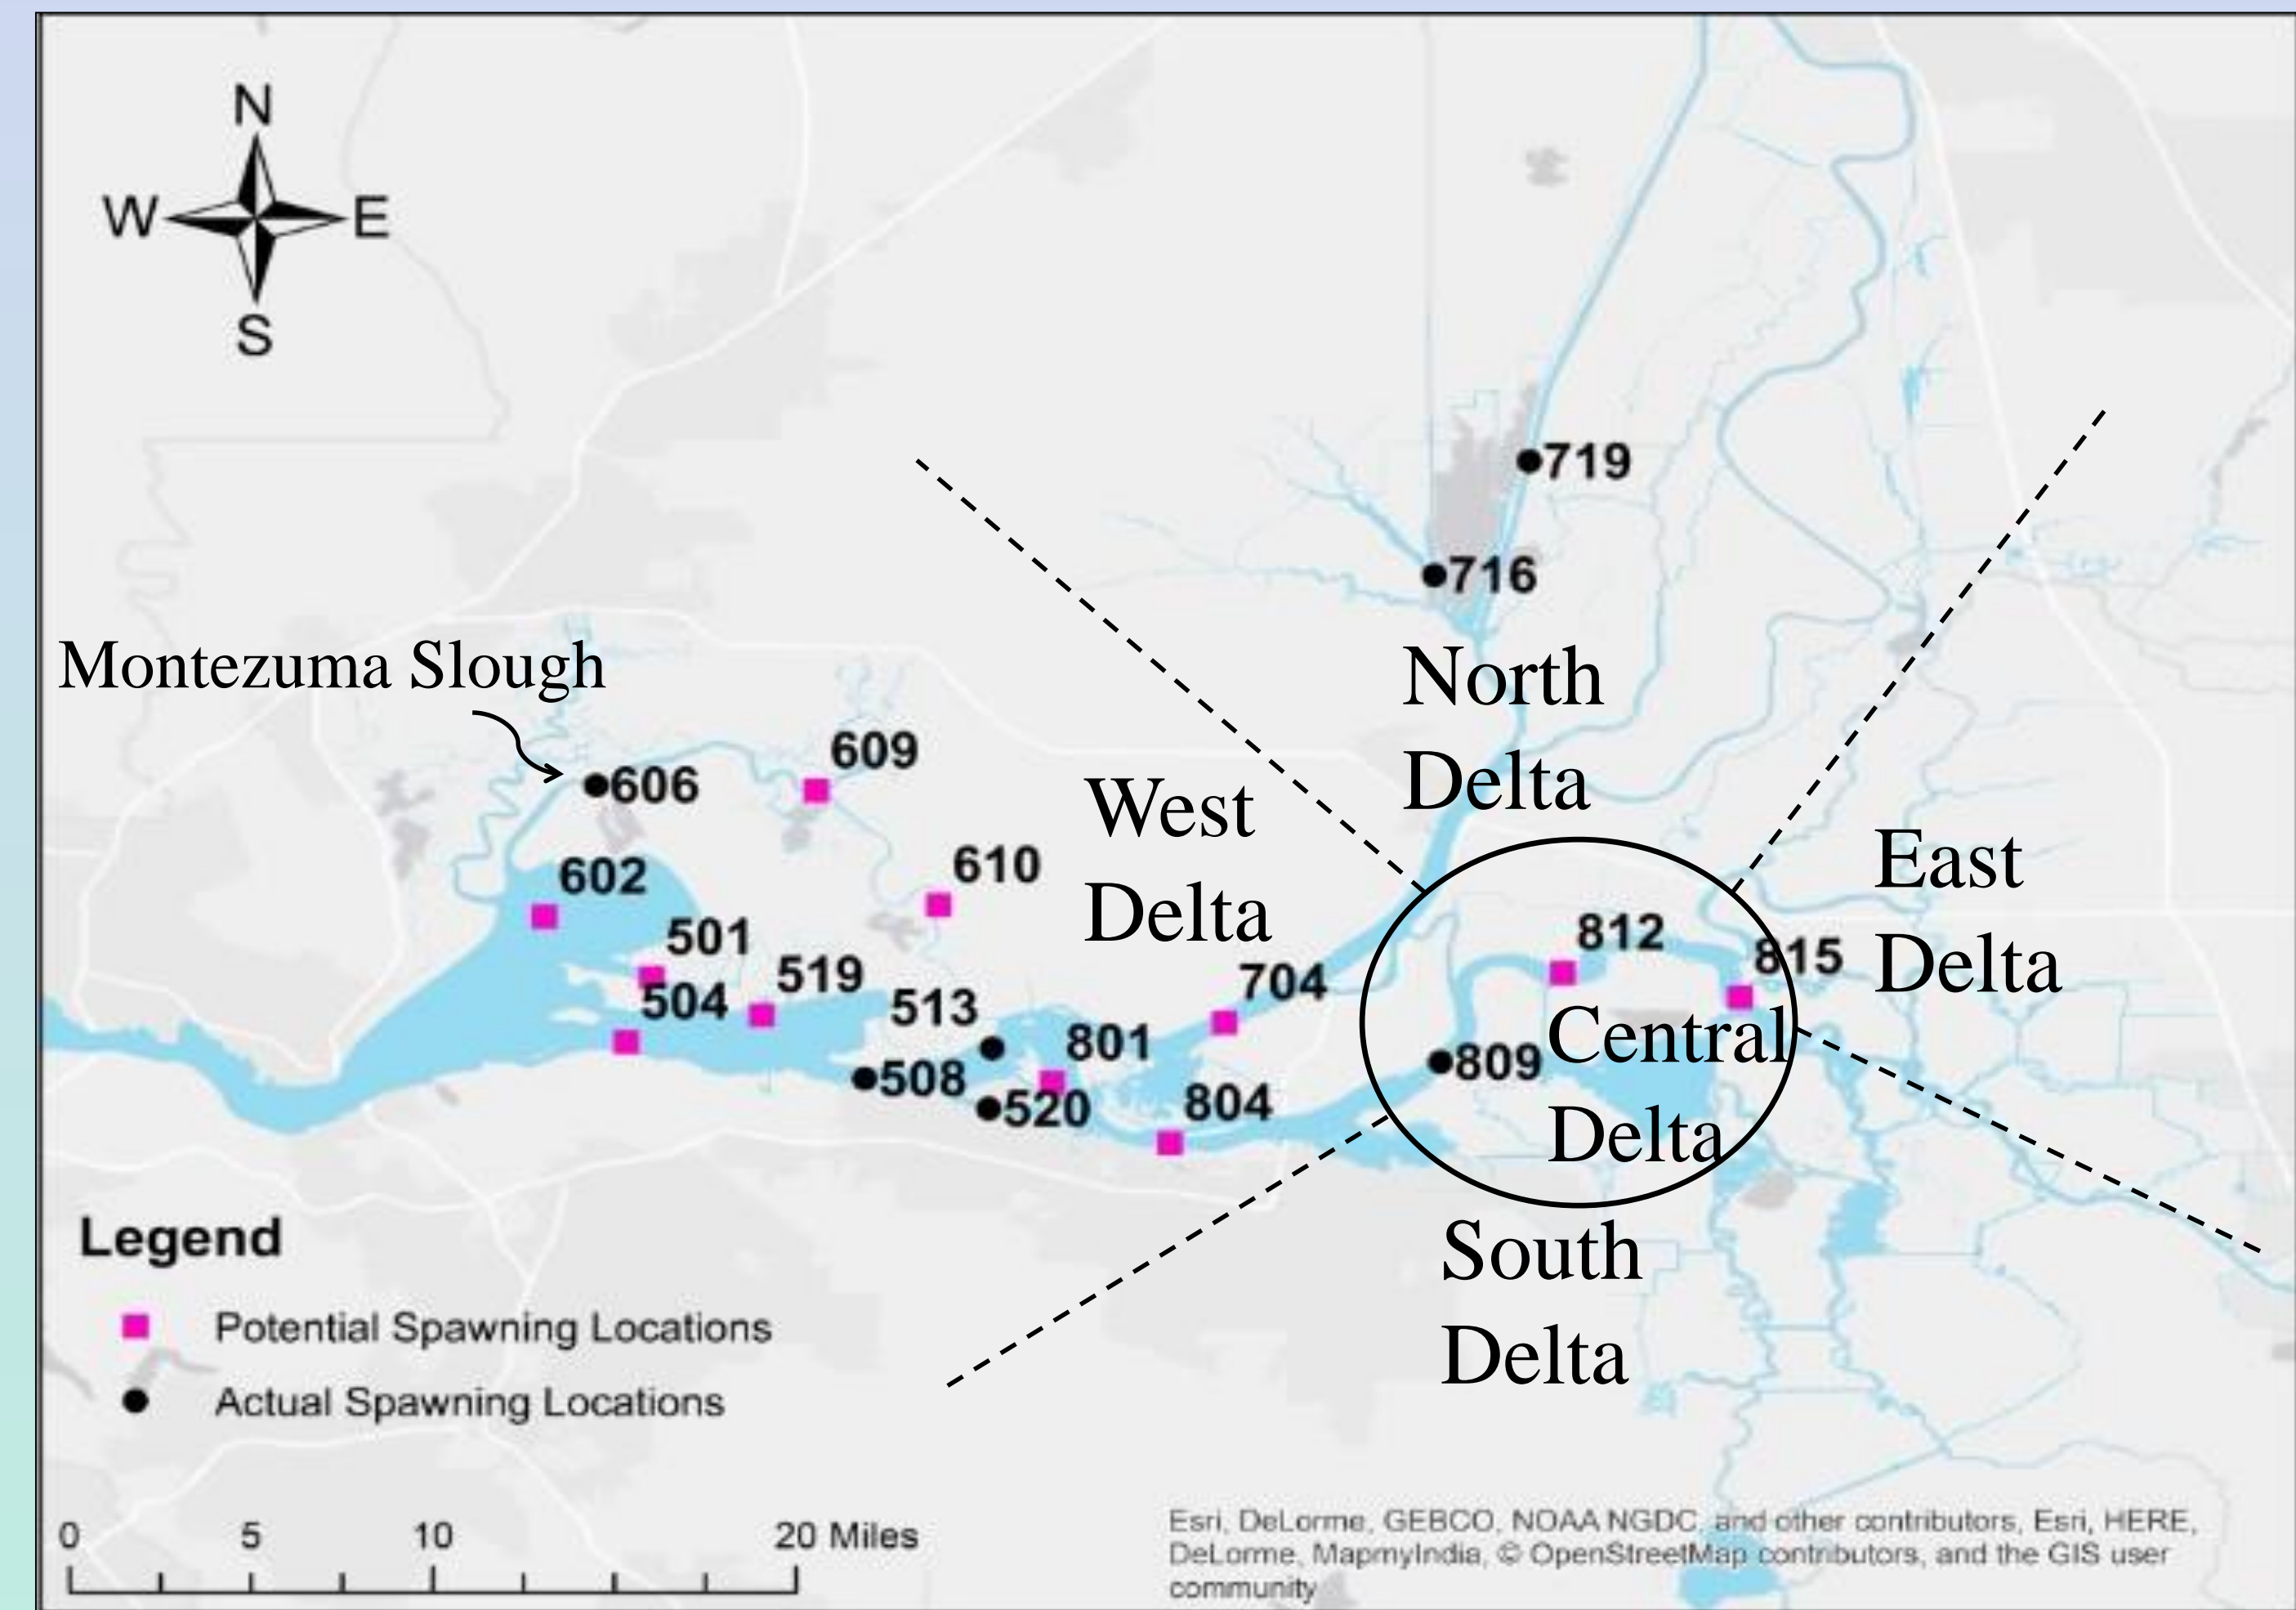 N
W
E
S
719
716
Montezuma Slough
North
Delta
609
606
West
Delta
602
610
East
Delta
501
812
815
519
504
513
704
801
Central
Delta
809
508
520
804
South
Delta
Legend
Potential Spawning Locations
Actual Spawning Locations
0 5 10 20 Miles
Esri, DeLorme, GEBCO, NOAA NGDC, and other contributors, Esri, HERE,
DeLorme, MapmyIndia, © OpenStreetMap contributors, and the GIS user
community